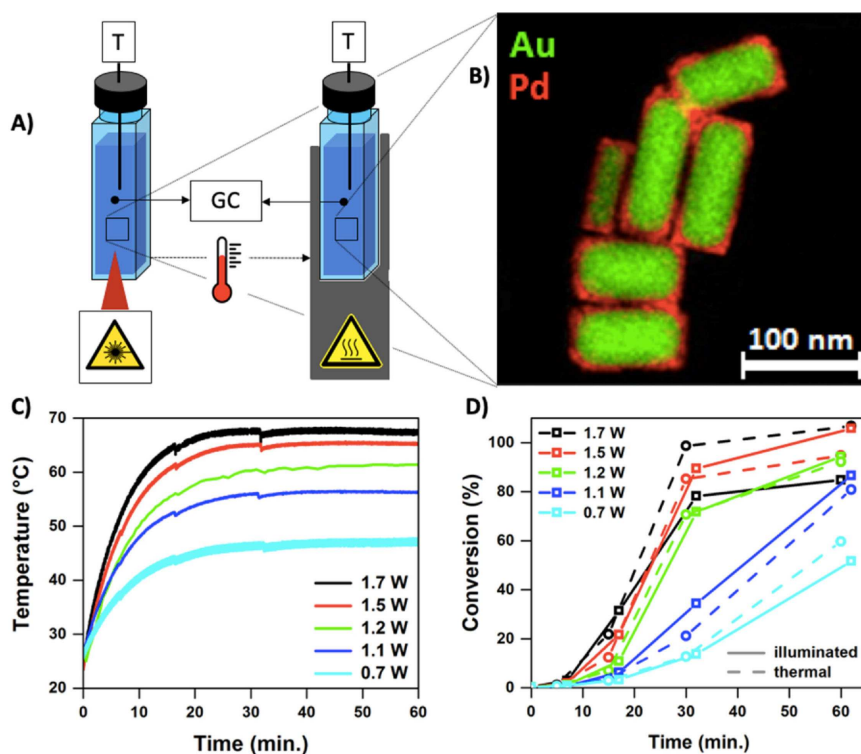 A)
T
T
GC
B)
Au
Pd
100 nm
C)
Temperature (°C)
70
60
50
40
30
20
0 10 20 30 40 50 60
Time (min.)
1.7 W
1.5 W
1.2 W
1.1 W
0.7 W
D)
Conversion (%)
100
80
60
40
20
0
0 10 20 30 40 50 60
Time (min.)
1.7 W
1.5 W
1.2 W
1.1 W
0.7 W
illuminated
thermal